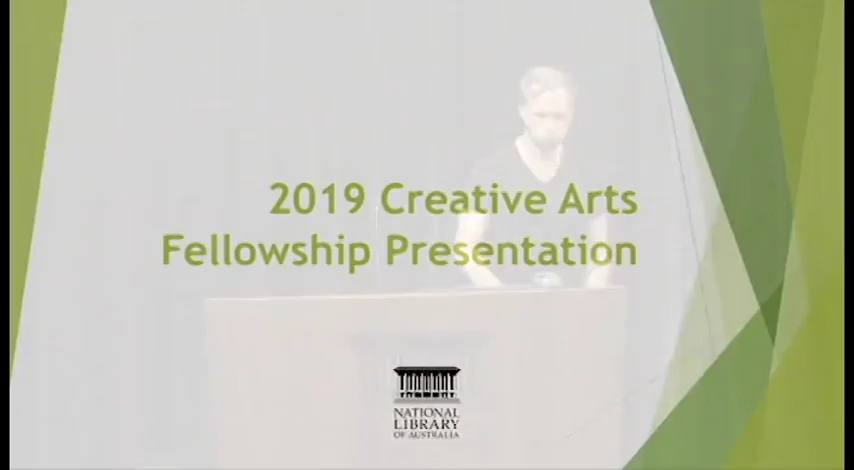 2019 Creative Arts
Fellowship Presentation
NATIONAL
LIBRARY
OF AUSTRALIA